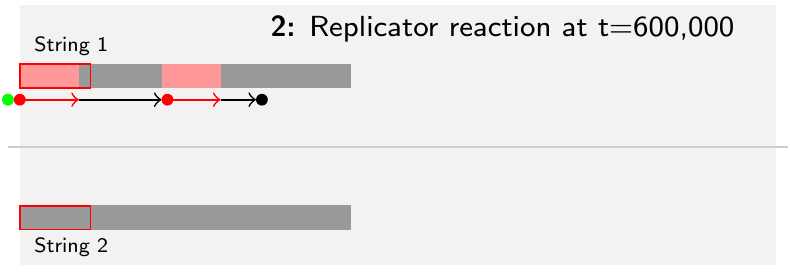 2: Replicator reaction at t=600,000
String 1
String 2